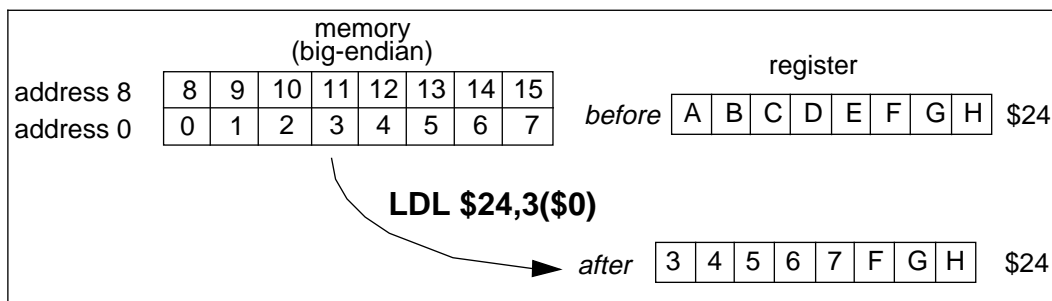 memory
(big-endian)
register
address 8 8 9 10 11 12 13 14 15
address 0 0 1 2 3 4 5 6 7
before A B C D E F G H $24
LDL $24,3($0)
after 3 4 5 6 7 F G H $24